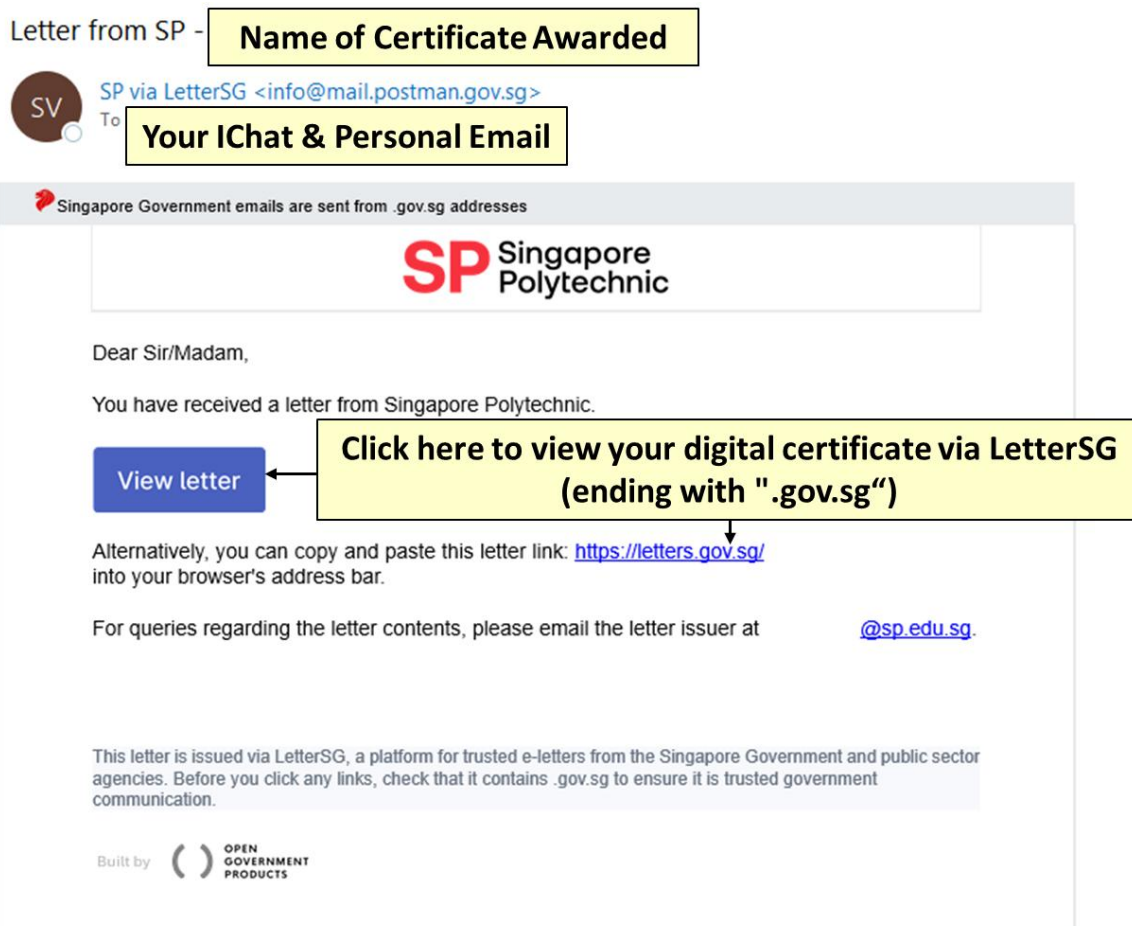 Letter from SP - Name of Certificate Awarded
SV
SP via LetterSG <info@mail.postman.gov.sg>
To Your IChat & Personal Email
Singapore Government emails are sent from .gov.sg addresses
SP Singapore
Polytechnic
Dear Sir/Madam,
You have received a letter from Singapore Polytechnic.
View letter
Click here to view your digital certificate via LetterSG
(ending with ".gov.sg“)
Alternatively, you can copy and paste this letter link: https://letters.gov.sg/
into your browser's address bar.
For queries regarding the letter contents, please email the letter issuer at @sp.edu.sg.
This letter is issued via LetterSG, a platform for trusted e-letters from the Singapore Government and public sector
agencies. Before you click any links, check that it contains .gov.sg to ensure it is trusted government
communication.
Built by
OPEN
GOVERNMENT
PRODUCTS